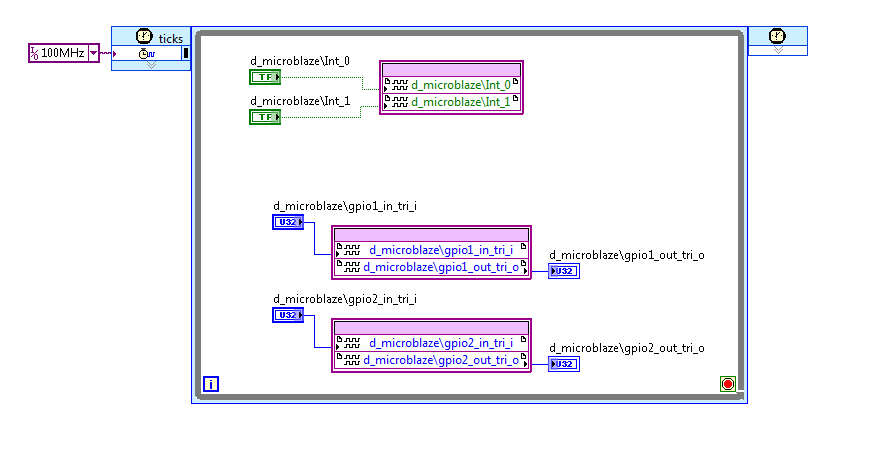 ticks
I/O 100MHz
d_microblaze\Int_0
TF
d_microblaze\Int_0
d_microblaze\Int_1
TF
d_microblaze\Int_1
d_microblaze\gpio1_in_tri_i
U32
d_microblaze\gpio1_in_tri_i
d_microblaze\gpio1_out_tri_o
d_microblaze\gpio1_out_tri_o
U32
d_microblaze\gpio2_in_tri_i
U32
d_microblaze\gpio2_in_tri_i
d_microblaze\gpio2_out_tri_o
d_microblaze\gpio2_out_tri_o
U32
i